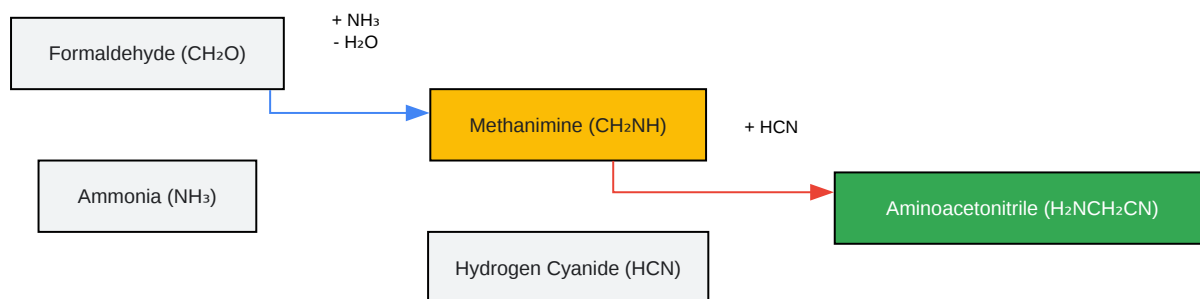 Formaldehyde (CH₂O)
+ NH₃
- H₂O
Methanimine (CH₂NH)
+ HCN
Ammonia (NH₃)
Aminoacetonitrile (H₂NCH₂CN)
Hydrogen Cyanide (HCN)